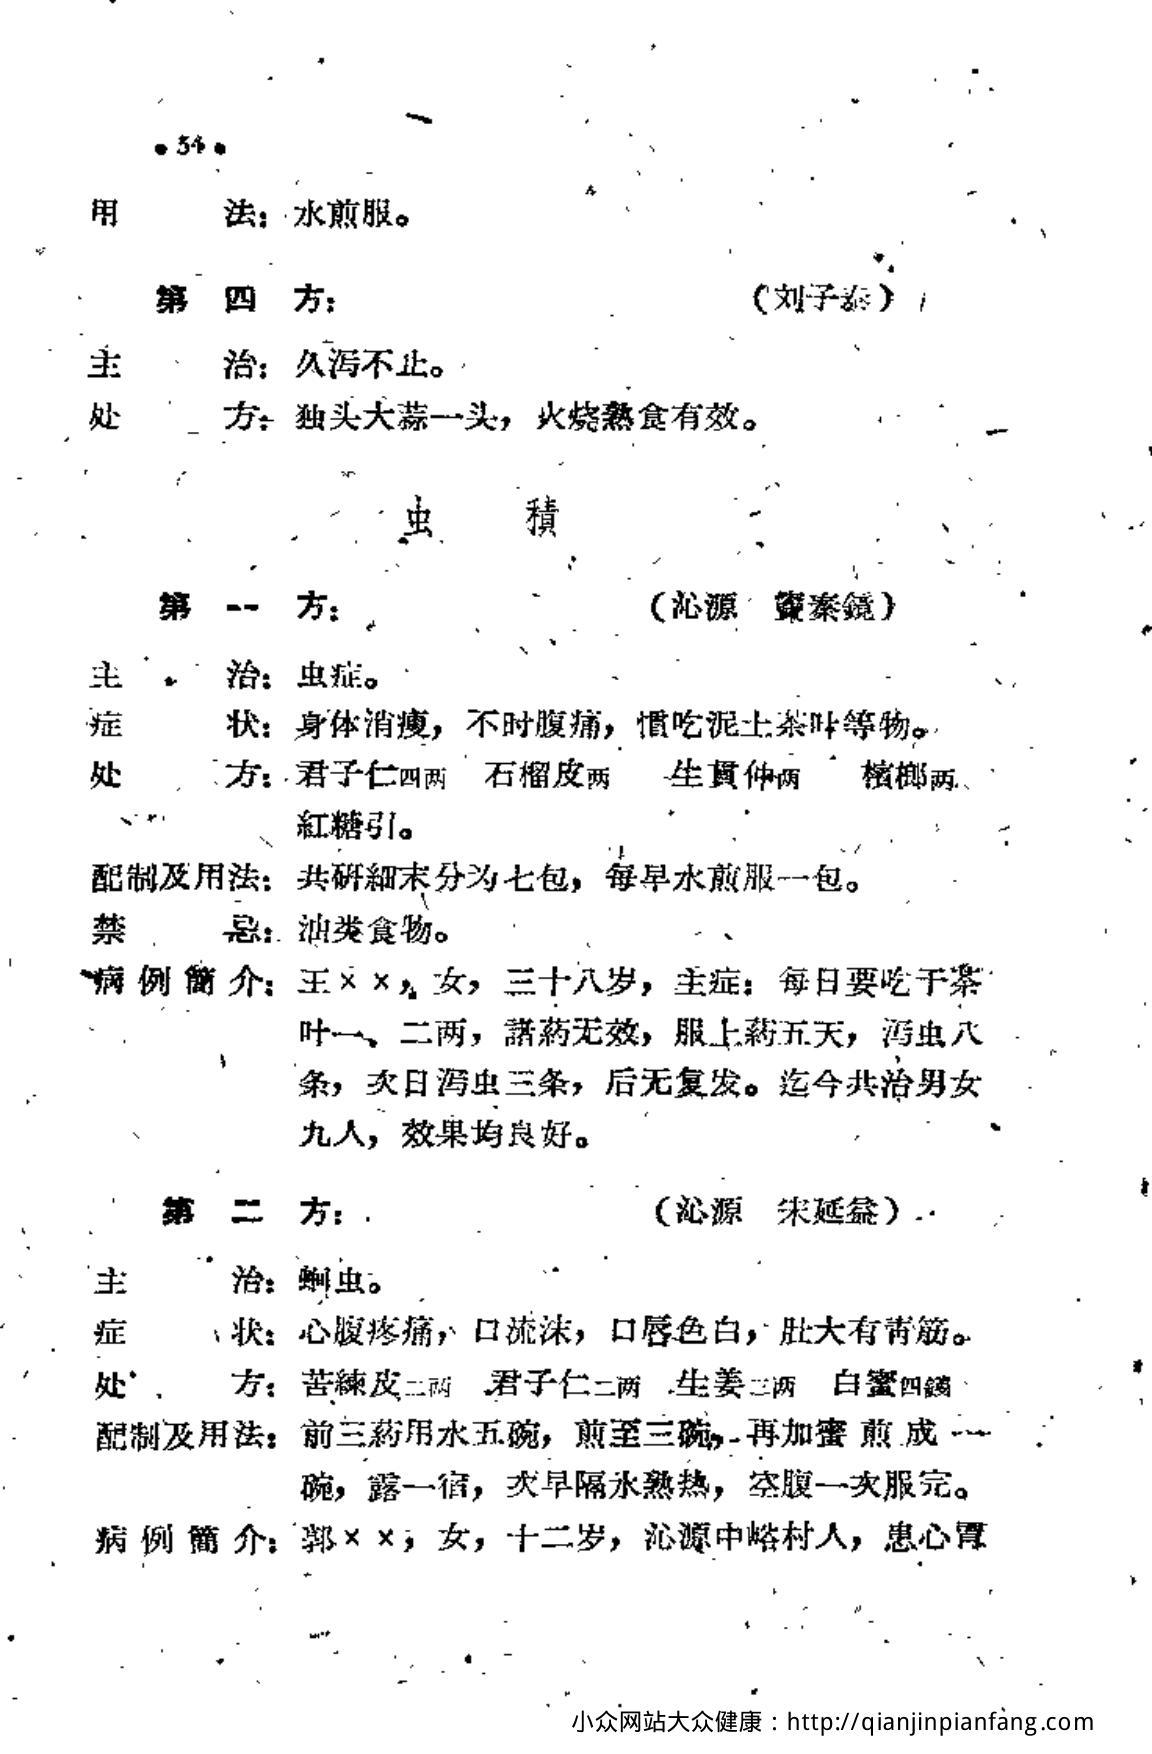 • 34 •
用 法：水煎服。
第 四 方： （刘子泰）
主 治：久泻不止。
处 方：独头大蒜一头，火烧熟食有效。
虫 積
第 一 方： （沁源 秦鏡）
主 治：虫症。
症 状：身体消瘦，不时腹痛，惯吃泥土茶叶等物。
处 方：君子仁四两 石榴皮两 生貫仲两 檳榔两
紅糖引。
配制及用法：共研細末分为七包，每早水煎服一包。
禁 忌：油类食物。
病例簡介：王××，女，三十八岁，主症：每日要吃干茶
叶一、二两，諸葯无效，服上葯五天，泻虫八
条，次日泻虫三条，后无复发。迄今共治男女
九人，效果均良好。
第 二 方： （沁源 宋延益）
主 治：蛔虫。
症 状：心腹疼痛，口流沫，口唇色白，肚大有青筋。
处 方：苦練皮二两 君子仁二两 生姜三两 白蜜四錢
配制及用法：前三葯用水五碗，煎至三碗，再加蜜煎成一
碗，露一宿，次早隔水熟热，空腹一次服完。
病例簡介：郭××，女，十二岁，沁源中峪村人，患心胃
小众网站大众健康：http://qianjinpianfang.com